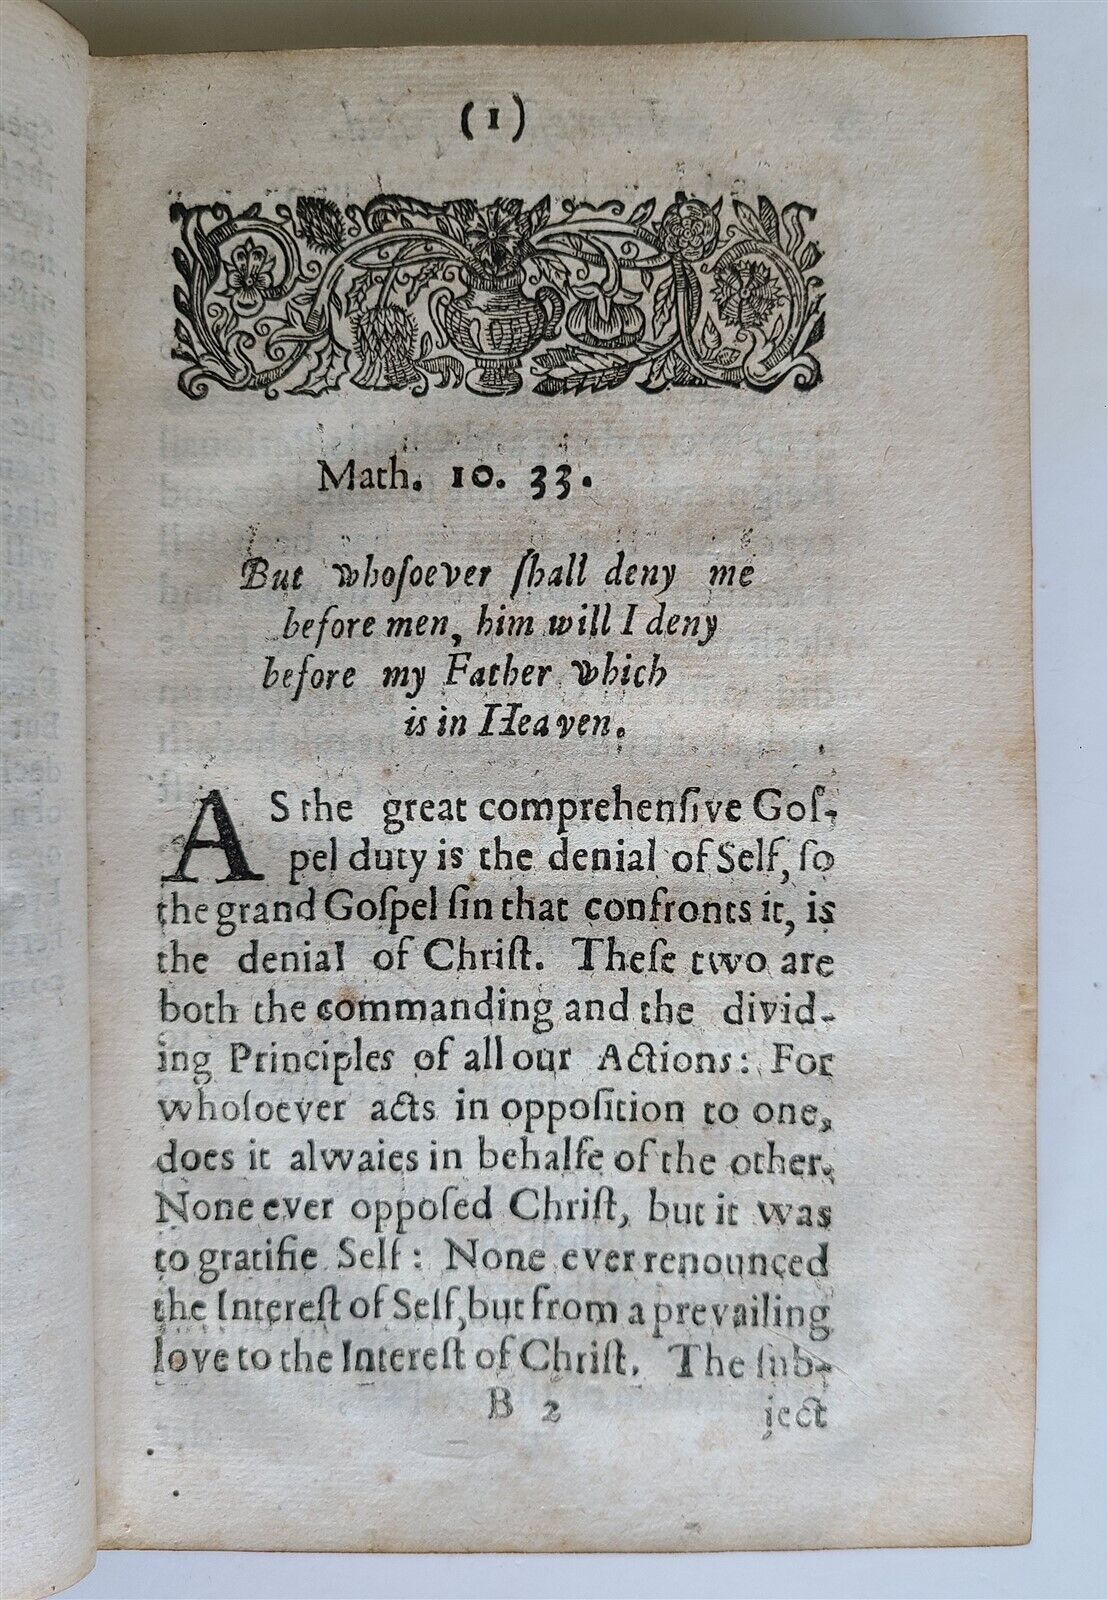 (1)
Math. 10. 33.
But whoſoever ſhall deny me
before men, him will I deny
before my Father which
is in Heaven.
AS the great comprehenſive Goſ-
pel duty is the denial of Self, ſo
the grand Goſpel ſin that confronts it, is
the denial of Chriſt. Theſe two are
both the commanding and the divid-
ing Principles of all our Actions: For
whoſoever acts in oppoſition to one,
does it alwaies in behalfe of the other.
None ever oppoſed Chriſt, but it was
to gratifie Self: None ever renounced
the Intereſt of Self, but from a prevailing
love to the Intereſt of Chriſt. The ſub-
B 2 ject